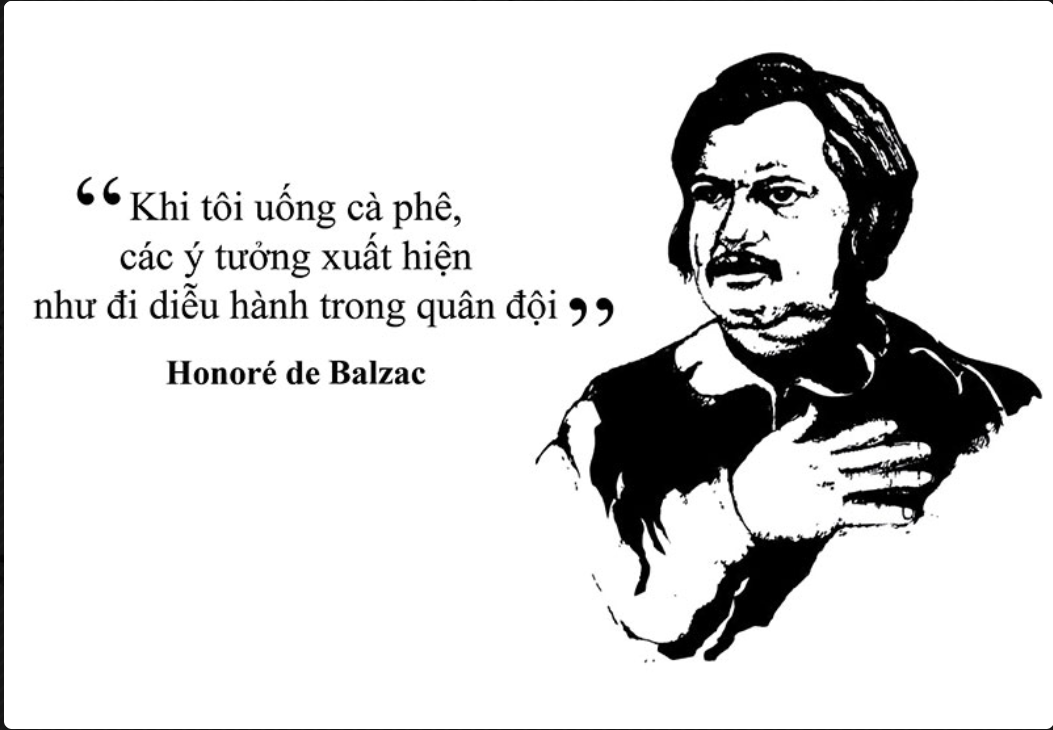 “Khi tôi uống cà phê,
các ý tưởng xuất hiện
như đi diễu hành trong quân đội”
Honoré de Balzac